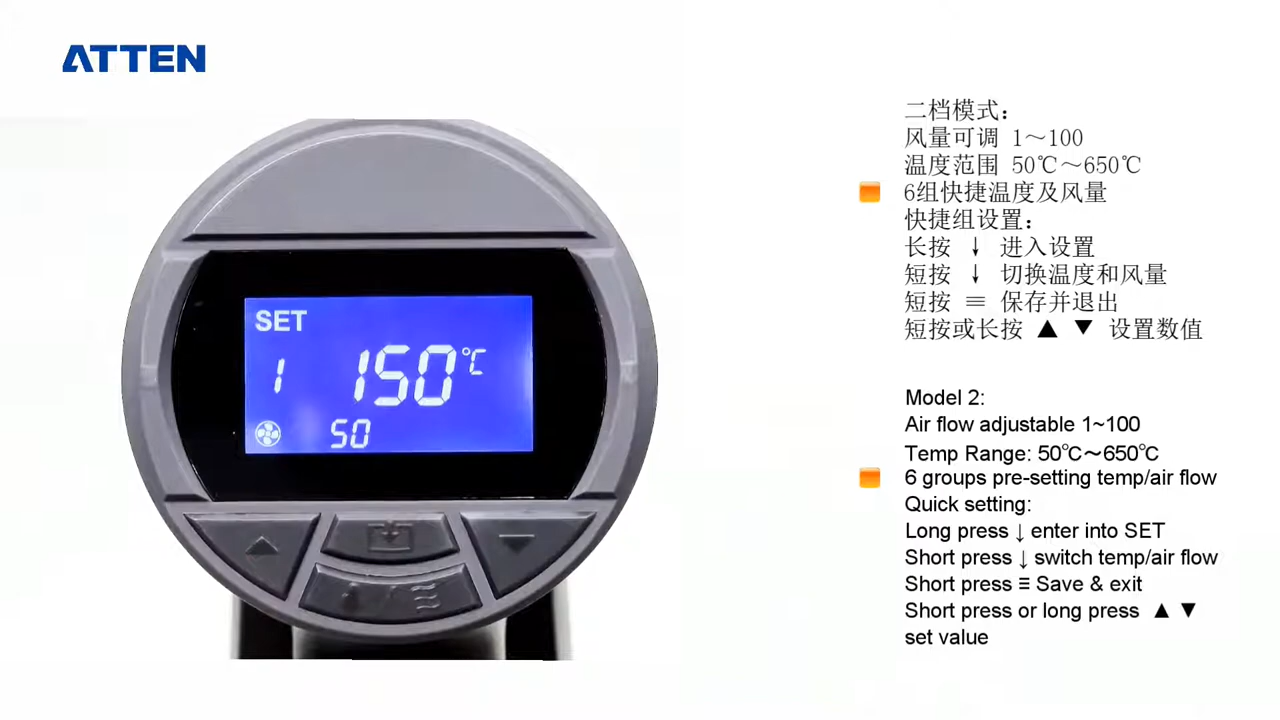 ATTEN
SET
1 150℃
50
二档模式：
风量可调 1～100
温度范围 50℃～650℃
6组快捷温度及风量
快捷组设置：
长按 ↓ 进入设置
短按 ↓ 切换温度和风量
短按 ≡ 保存并退出
短按或长按 ▲ ▼ 设置数值
Model 2:
Air flow adjustable 1~100
Temp Range: 50℃～650℃
6 groups pre-setting temp/air flow
Quick setting:
Long press ↓ enter into SET
Short press ↓ switch temp/air flow
Short press ≡ Save & exit
Short press or long press ▲ ▼
set value